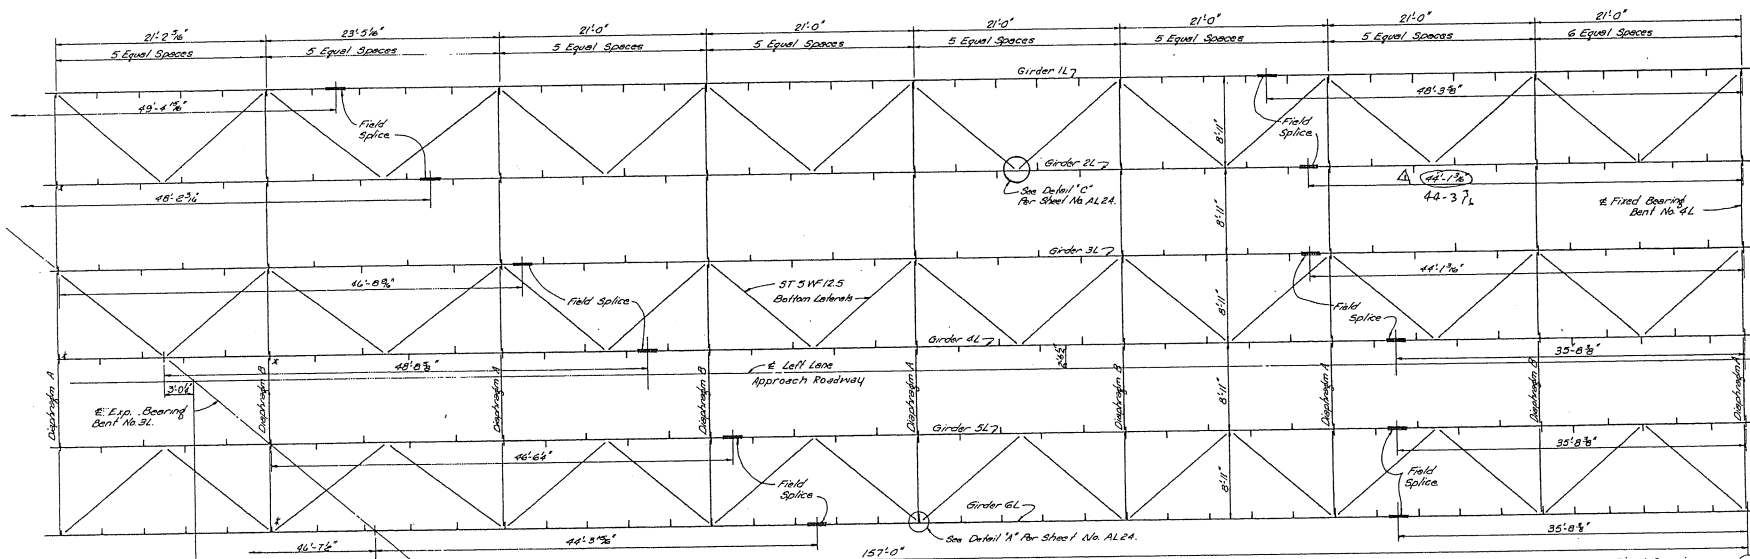 21'-2 5/16"
23'-5 1/16"
21'-0"
21'-0"
21'-0"
21'-0"
21'-0"
21'-0"
5 Equal Spaces
5 Equal Spaces
5 Equal Spaces
5 Equal Spaces
5 Equal Spaces
5 Equal Spaces
5 Equal Spaces
6 Equal Spaces
Girder 1L
49'-4 15/16"
48'-3 3/8"
Field
Splice
8'-11"
Field
Splice
Girder 2L
See Detail "C"
Per Sheet No. AL24.
44'-1 3/16"
44-3
48'-2 3/16"
8'-11"
℄ Fixed Bearing
Bent No. 4L
Girder 3L
46'-8 5/16"
Field Splice
ST 5 WF 12.5
Bottom Laterals
8'-11"
44'-1 3/16"
Field
Splice
Girder 4L
48'-8 5/8"
℄ Left Lane
Approach Roadway
2'-6 1/2"
35'-8 3/8"
3'-0 1/4"
℄ Exp. Bearing
Bent No. 3L.
Diaphragm A
Diaphragm B
Diaphragm A
Diaphragm B
Diaphragm A
Diaphragm B
Diaphragm A
Diaphragm B
Diaphragm A
8'-11"
Girder 5L
46'-6 1/4"
35'-8 3/8"
Field
Splice
8'-11"
Field
Splice
Girder 6L
See Detail "A" Per Sheet No. AL24.
46'-7 1/2"
44'-3 15/16"
35'-8 3/8"
157'-0"